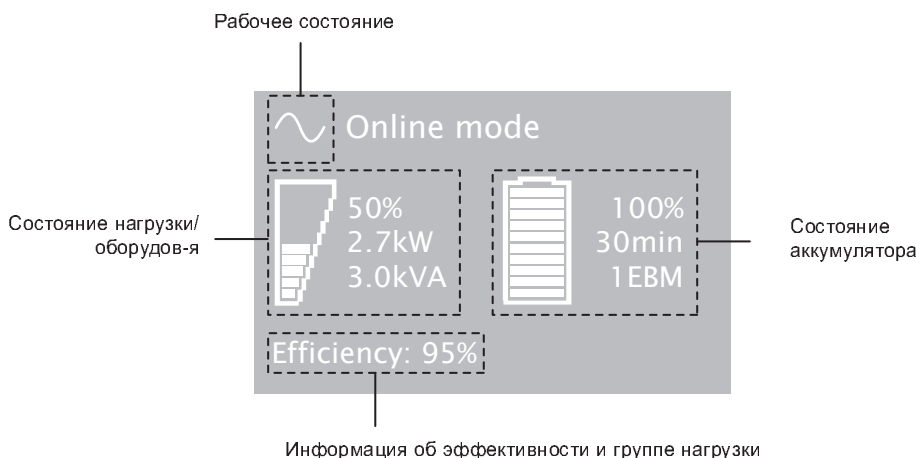 Рабочее состояние
Online mode
Состояние нагрузки/
оборудов-я
50%
2.7kW
3.0kVA
100%
30min
1EBM
Состояние
аккумулятора
Efficiency: 95%
Информация об эффективности и группе нагрузки